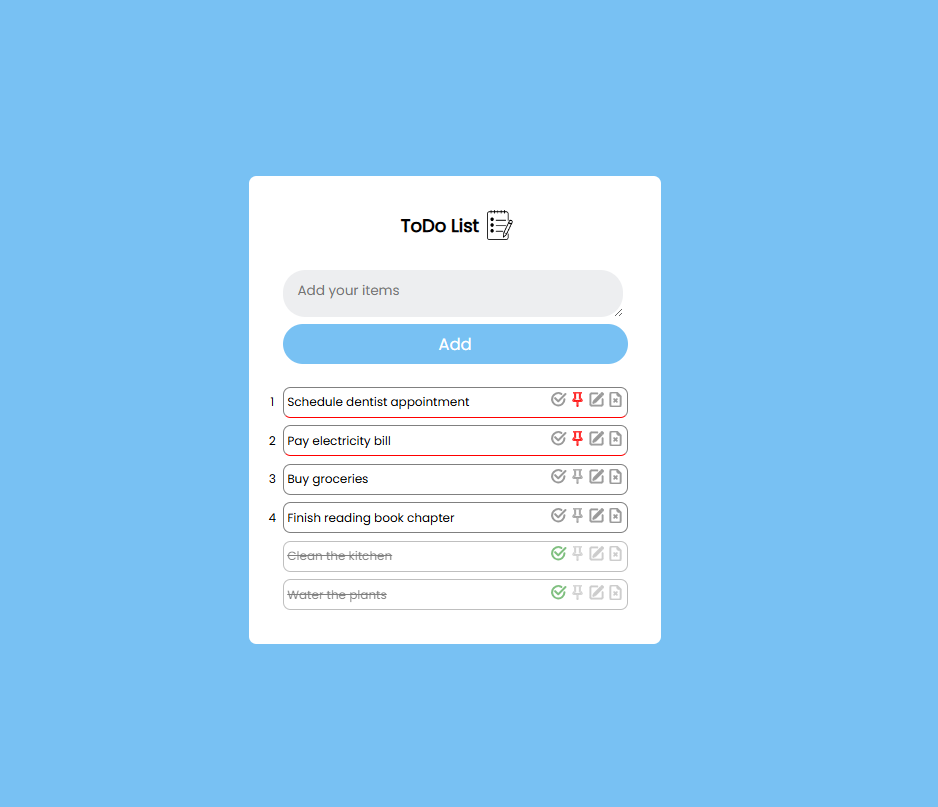 ToDo List
Add your items
Add
1 Schedule dentist appointment
2 Pay electricity bill
3 Buy groceries
4 Finish reading book chapter
Clean the kitchen
Water the plants